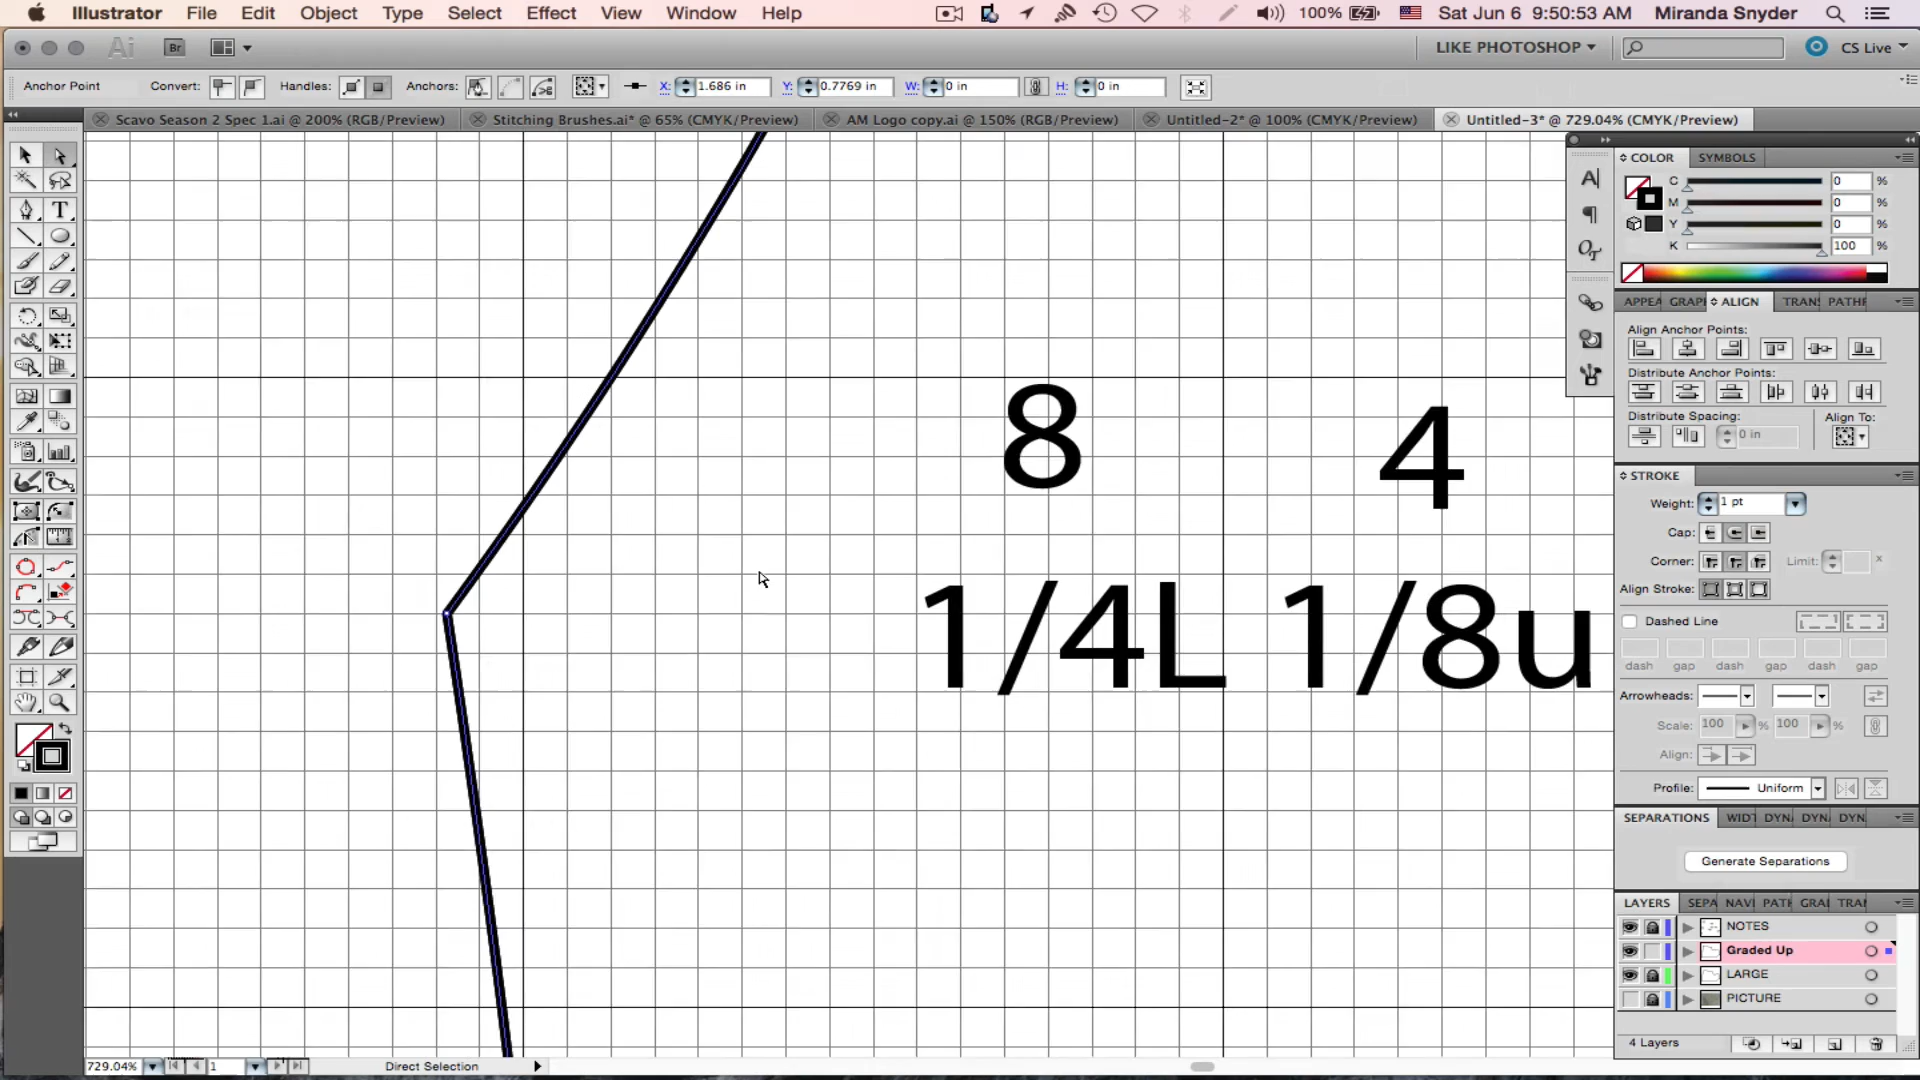 Illustrator File Edit Object Type Select Effect View Window Help 100% Sat Jun 6 9:50:53 AM Miranda Snyder
Ai Br LIKE PHOTOSHOP CS Live
Anchor Point Convert: Handles: Anchors: X: 1.686 in Y: 0.7769 in W: 0 in H: 0 in
Scavo Season 2 Spec 1.ai @ 200% (RGB/Preview) Stitching Brushes.ai* @ 65% (CMYK/Preview) AM Logo copy.ai @ 150% (RGB/Preview) Untitled-2* @ 100% (CMYK/Preview) Untitled-3* @ 729.04% (CMYK/Preview)
COLOR SYMBOLS
C 0 %
M 0 %
Y 0 %
K 100 %
APPEA GRAPI ALIGN TRAN PATHF
Align Anchor Points:
Distribute Anchor Points:
Distribute Spacing: Align To:
0 in
8 4
1/4L 1/8u
STROKE
Weight: 1 pt
Cap:
Corner: Limit: x
Align Stroke:
Dashed Line
dash gap dash gap dash gap
Arrowheads:
Scale: 100 % 100 %
Align:
Profile: Uniform
SEPARATIONS WIDT DYN DYN DYN
Generate Separations
LAYERS SEPA NAVI PATH GRAI TRAI
NOTES
Graded Up
LARGE
PICTURE
4 Layers
729.04% 1 Direct Selection